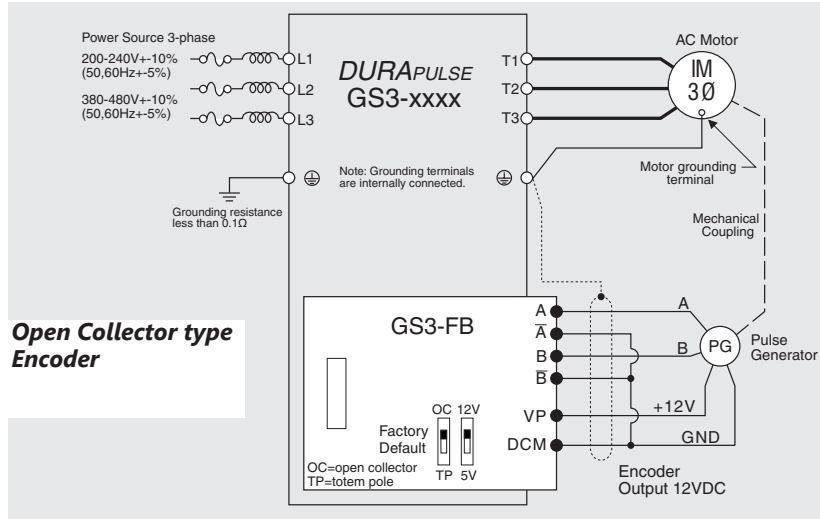 Power Source 3-phase
200-240V+-10%
(50,60Hz+-5%)
380-480V+-10%
(50,60Hz+-5%)
L1
L2
L3
DURAPULSE
GS3-xxxx
T1
T2
T3
AC Motor
IM
3Ø
Note: Grounding terminals
are internally connected.
Motor grounding
terminal
Grounding resistance
less than 0.1Ω
Mechanical
Coupling
Open Collector type
Encoder
GS3-FB
A
A̅
B
B̅
VP
DCM
A
B
+12V
GND
PG
Pulse
Generator
OC 12V
Factory
Default
TP 5V
OC=open collector
TP=totem pole
Encoder
Output 12VDC